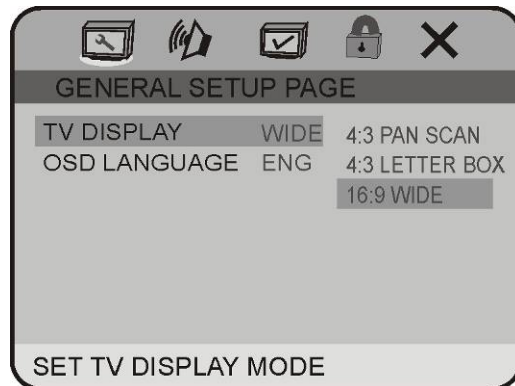 GENERAL SETUP PAGE
TV DISPLAY WIDE 4:3 PAN SCAN
OSD LANGUAGE ENG 4:3 LETTER BOX
16:9 WIDE
SET TV DISPLAY MODE